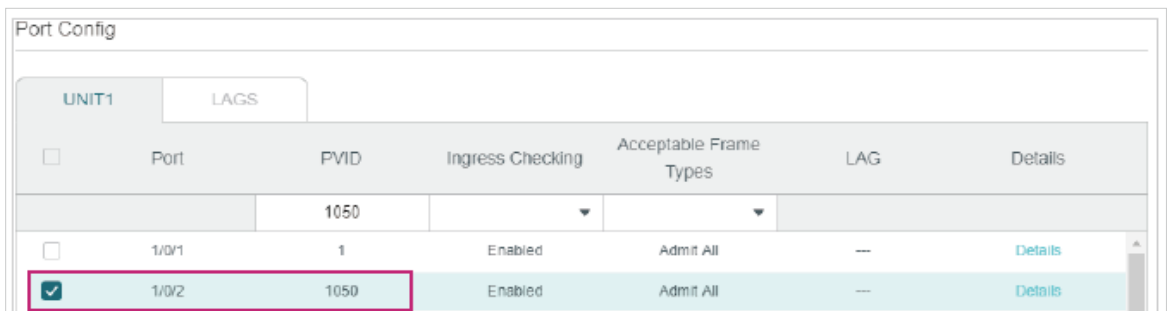 Port Config
UNIT1 LAGS
Port PVID Ingress Checking Acceptable Frame Types LAG Details
1050
1/0/1 1 Enabled Admit All --- Details
1/0/2 1050 Enabled Admit All --- Details